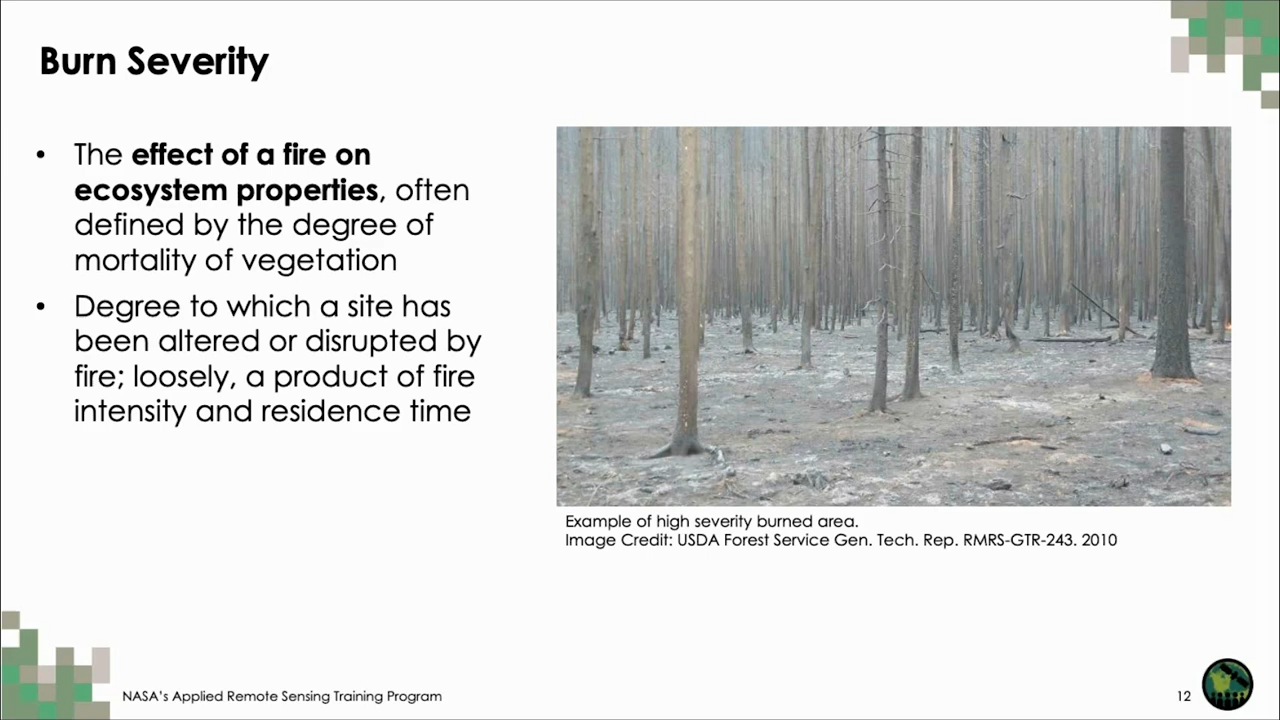 Burn Severity
• The effect of a fire on
ecosystem properties, often
defined by the degree of
mortality of vegetation
• Degree to which a site has
been altered or disrupted by
fire; loosely, a product of fire
intensity and residence time
Example of high severity burned area.
Image Credit: USDA Forest Service Gen. Tech. Rep. RMRS-GTR-243. 2010
NASA's Applied Remote Sensing Training Program
12